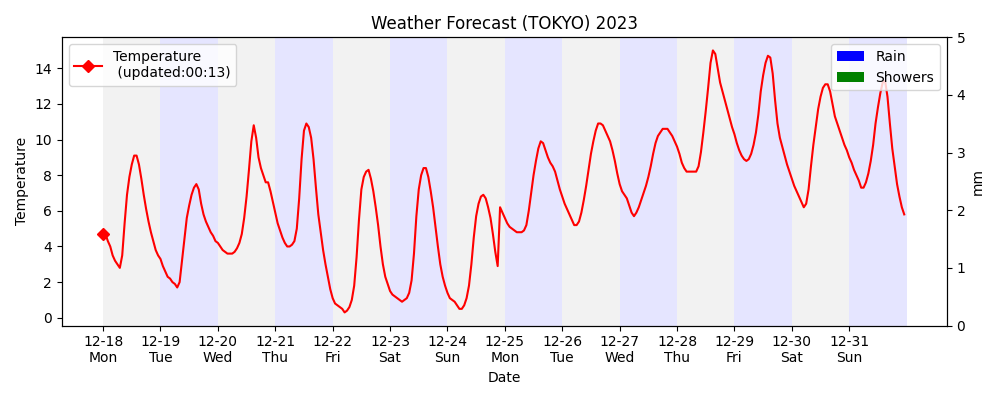 Weather Forecast (TOKYO) 2023
Temperature
(updated:00:13)
Rain
Showers
Temperature
14
12
10
8
6
4
2
0
5
4
3
2
1
0
mm
12-18 12-19 12-20 12-21 12-22 12-23 12-24 12-25 12-26 12-27 12-28 12-29 12-30 12-31
Mon Tue Wed Thu Fri Sat Sun Mon Tue Wed Thu Fri Sat Sun
Date